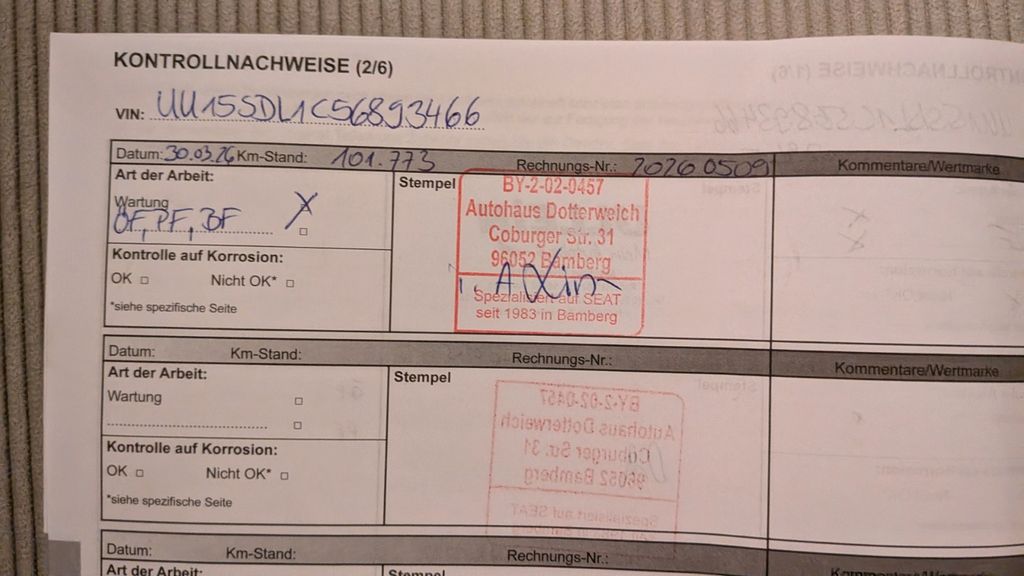 KONTROLLNACHWEISE (2/6)
VIN: UU15SDL1C56893466
Datum: 30.03.26 Km-Stand: 101.773 Rechnungs-Nr.: 20260509 Kommentare/Wertmarke
Art der Arbeit:
Stempel
Wartung
ÖF, PF, BF
Kontrolle auf Korrosion:
OK Nicht OK*
*siehe spezifische Seite
BY-2-02-0457
Autohaus Dotterweich
Coburger Str. 31
96052 Bamberg
Spezialisiert auf SEAT
seit 1983 in Bamberg
Datum: Km-Stand: Rechnungs-Nr.: Kommentare/Wertmarke
Art der Arbeit:
Stempel
Wartung
Kontrolle auf Korrosion:
OK Nicht OK*
*siehe spezifische Seite
Datum: Km-Stand: Rechnungs-Nr.: Kommentare/Wertmarke
Art der Arbeit:
Stempel